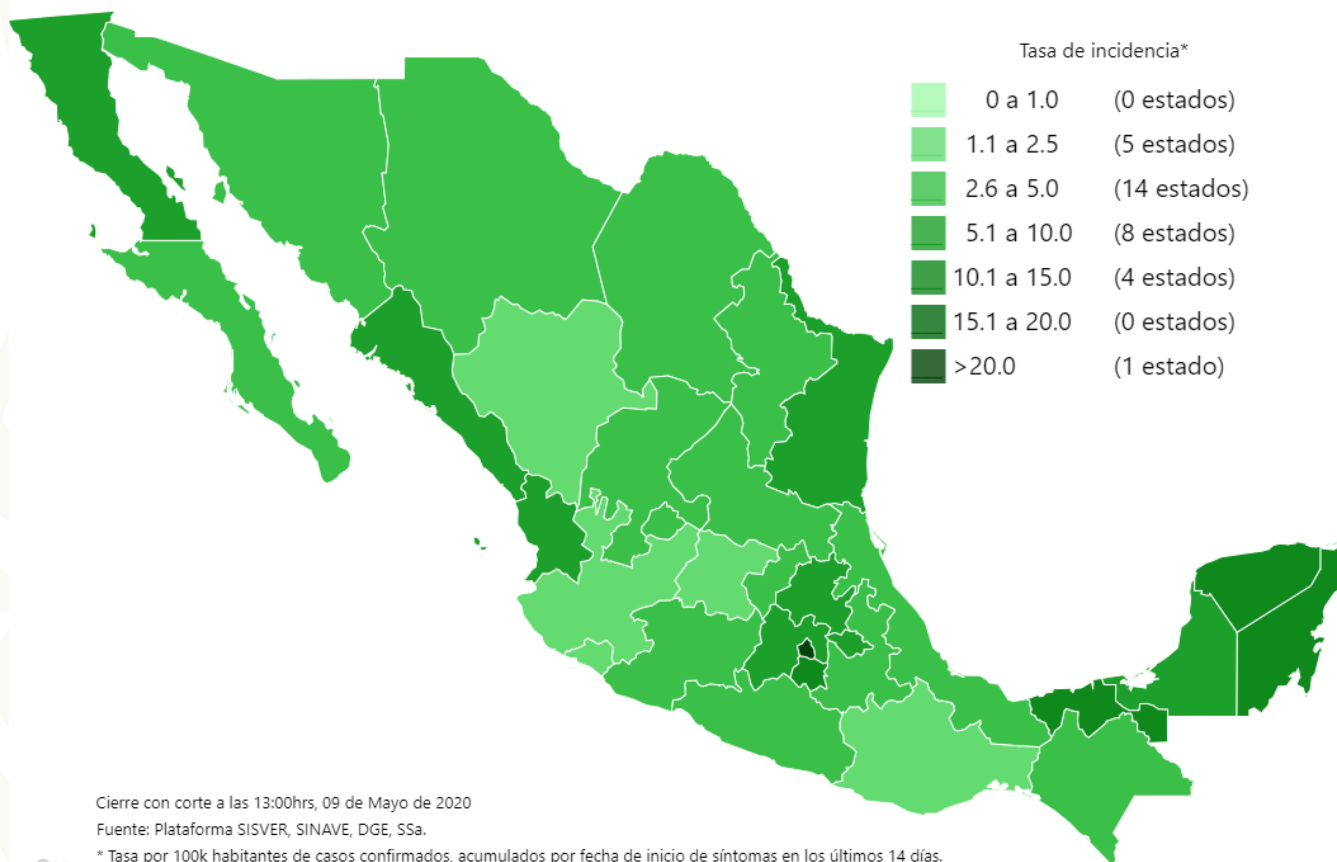 Tasa de incidencia*
0 a 1.0 (0 estados)
1.1 a 2.5 (5 estados)
2.6 a 5.0 (14 estados)
5.1 a 10.0 (8 estados)
10.1 a 15.0 (4 estados)
15.1 a 20.0 (0 estados)
>20.0 (1 estado)
Cierre con corte a las 13:00hrs, 09 de Mayo de 2020
Fuente: Plataforma SISVER, SINAVE, DGE, SSa.
* Tasa por 100k habitantes de casos confirmados, acumulados por fecha de inicio de síntomas en los últimos 14 días.